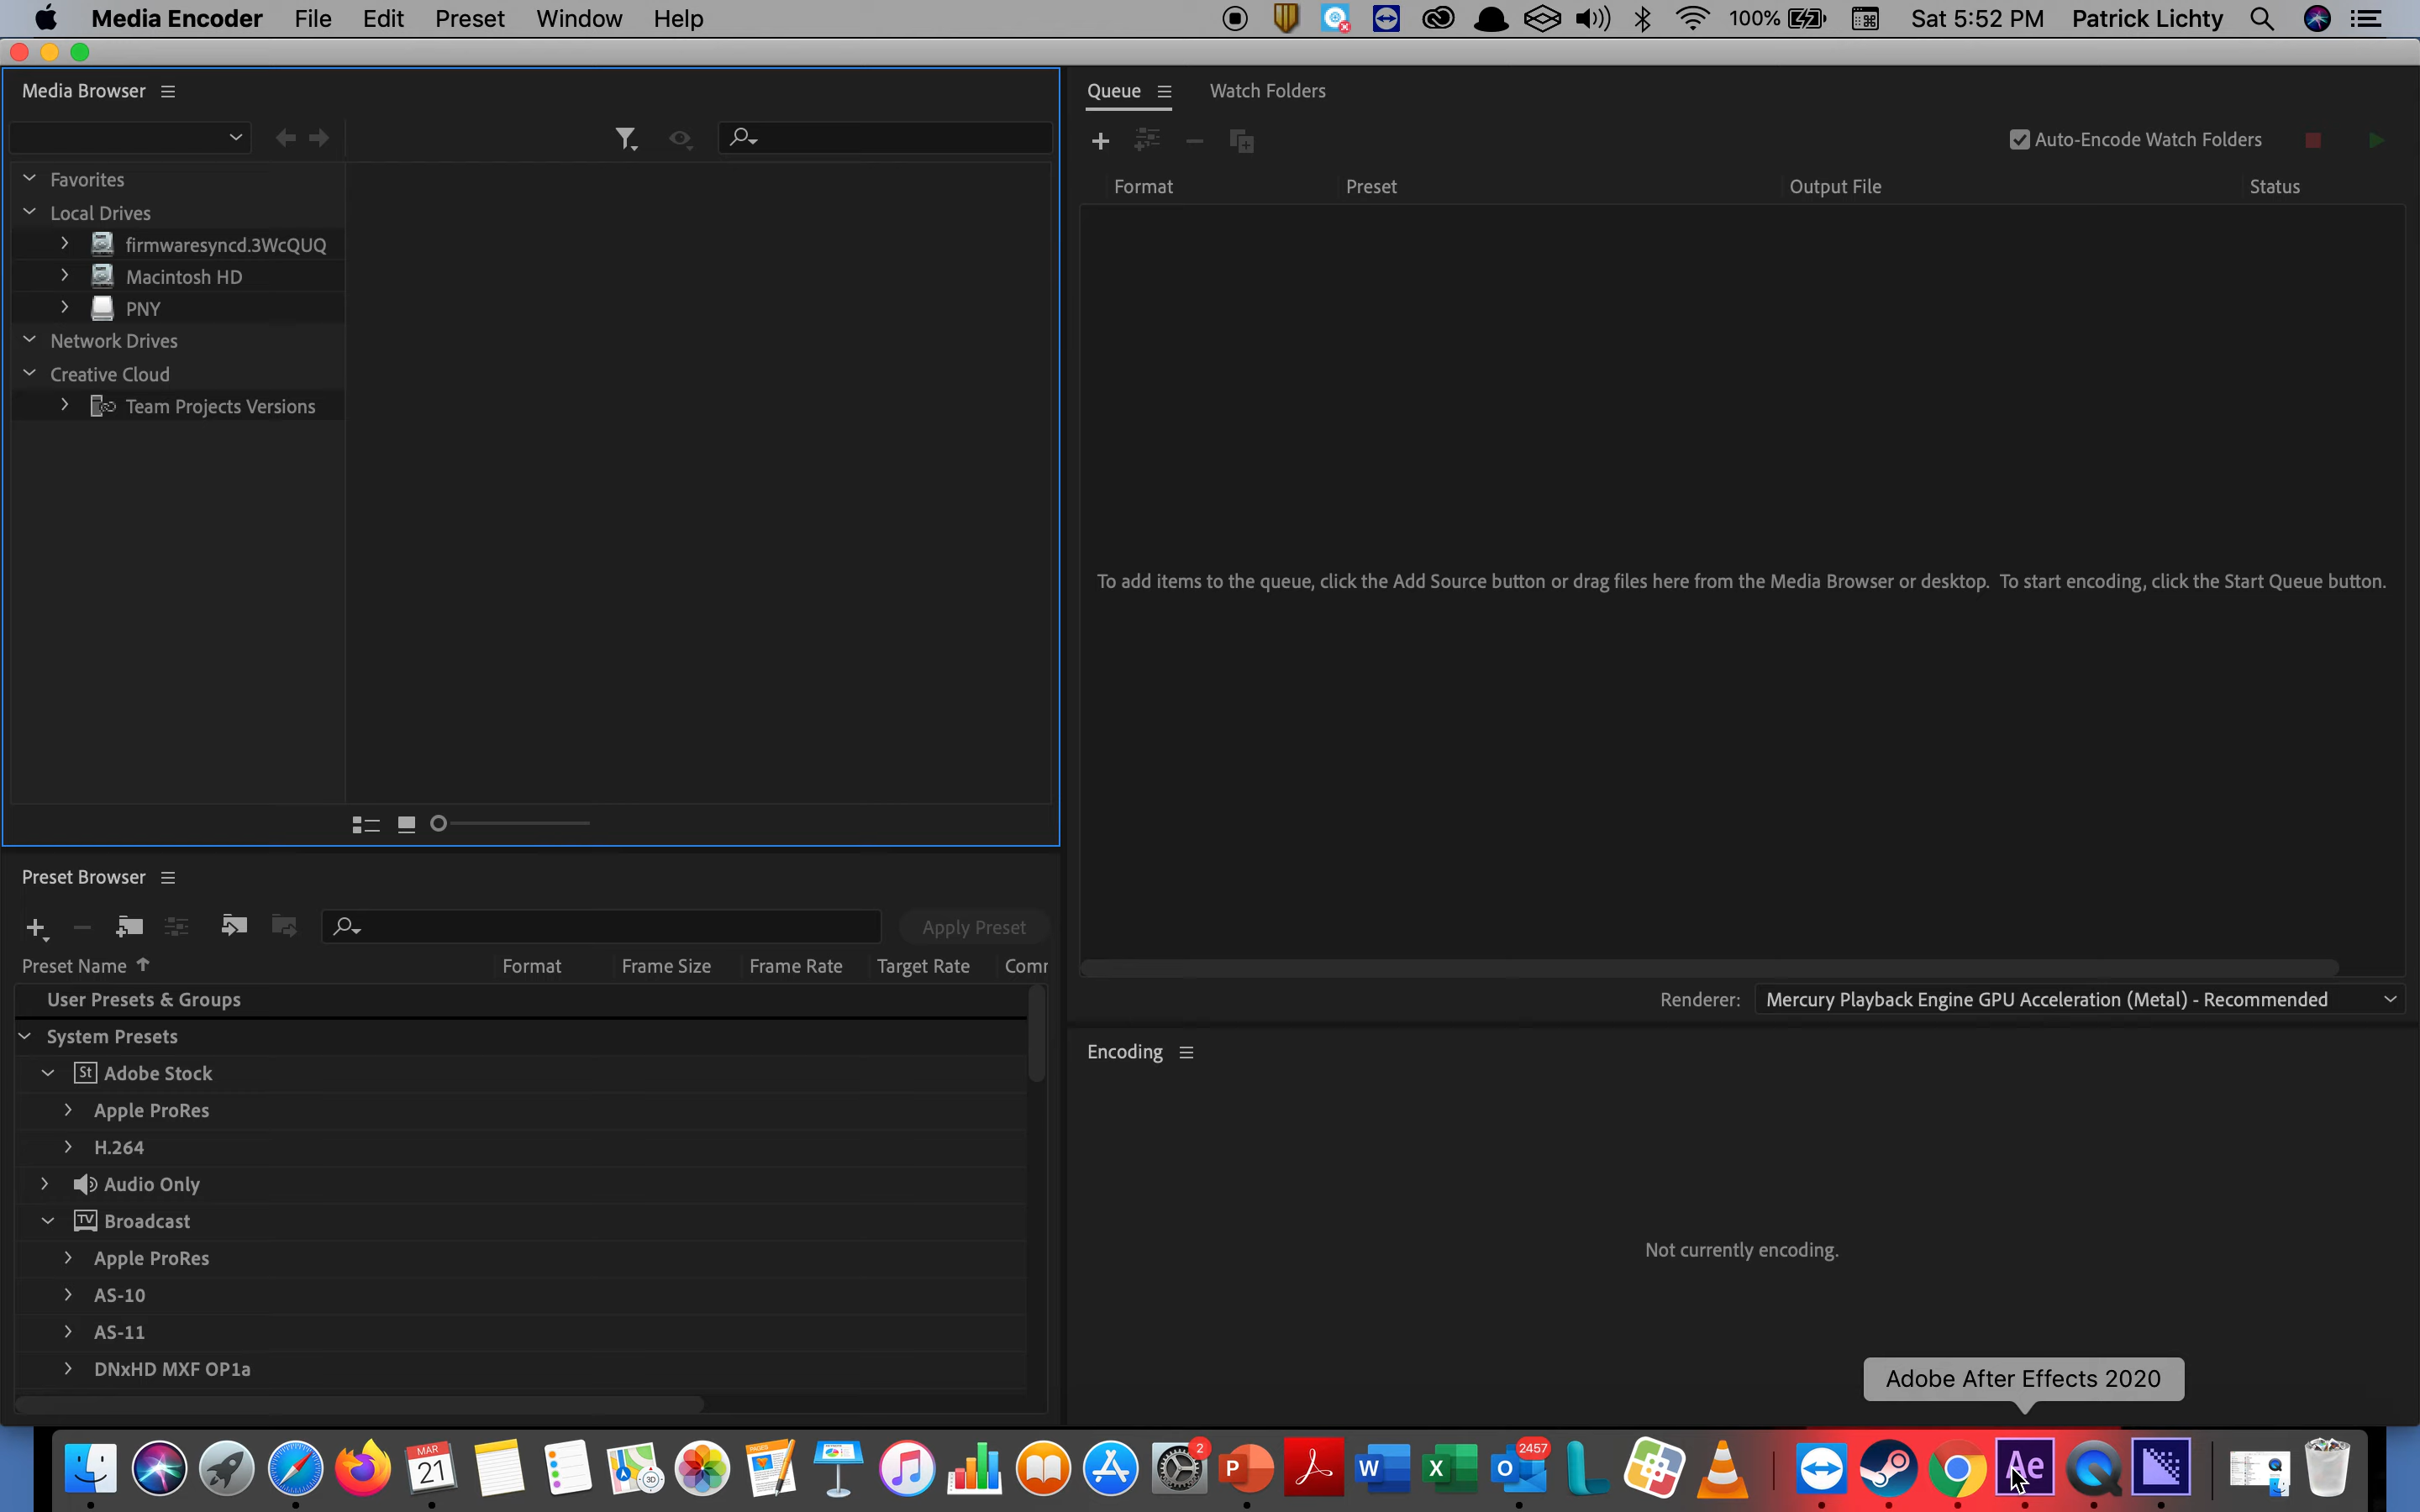 Media Encoder File Edit Preset Window Help 100% Sat 5:52 PM Patrick Lichty
Media Browser
Favorites
Local Drives
firmwaresyncd.3WcQUQ
Macintosh HD
PNY
Network Drives
Creative Cloud
Team Projects Versions
Queue Watch Folders
Auto-Encode Watch Folders
Format Preset Output File Status
To add items to the queue, click the Add Source button or drag files here from the Media Browser or desktop. To start encoding, click the Start Queue button.
Renderer: Mercury Playback Engine GPU Acceleration (Metal) - Recommended
Preset Browser
Apply Preset
Preset Name Format Frame Size Frame Rate Target Rate Comr
User Presets & Groups
System Presets
St Adobe Stock
Apple ProRes
H.264
Audio Only
TV Broadcast
Apple ProRes
AS-10
AS-11
DNxHD MXF OP1a
Encoding
Not currently encoding.
Adobe After Effects 2020
MAR
21
PAGES
3D
2
P
W
X
O
2457
Ae